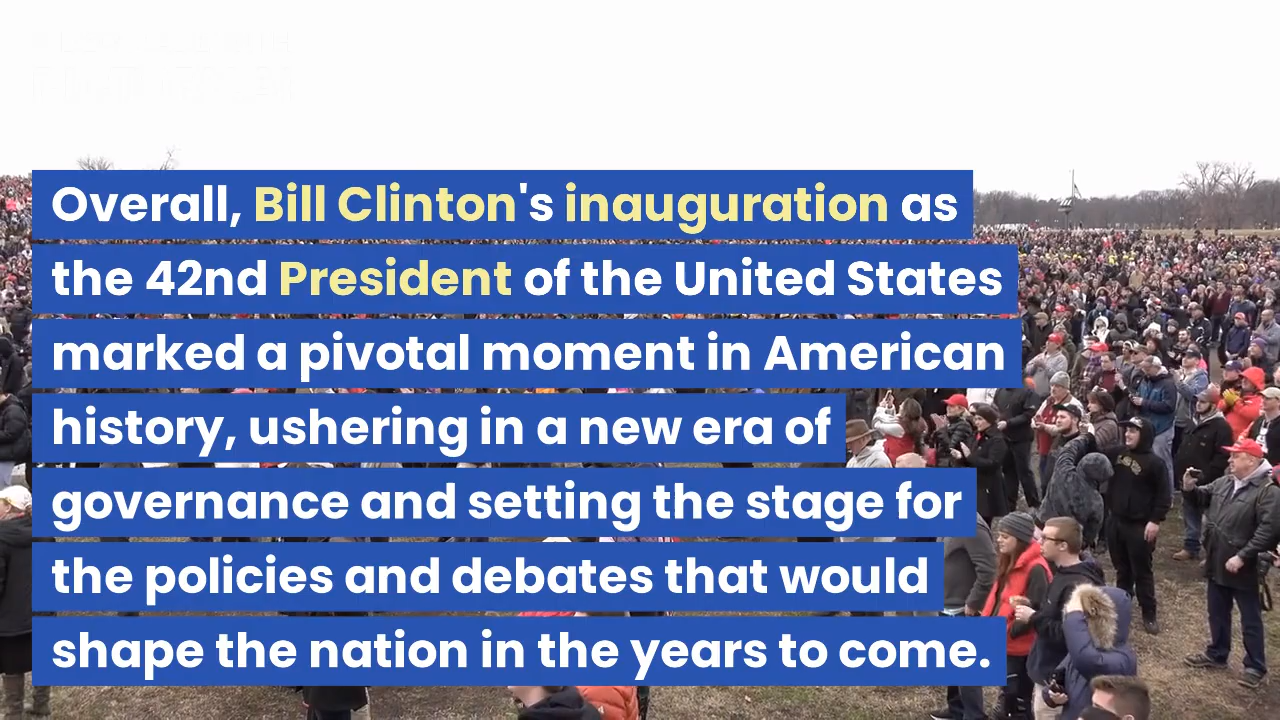 Overall, Bill Clinton's inauguration as
the 42nd President of the United States
marked a pivotal moment in American
history, ushering in a new era of
governance and setting the stage for
the policies and debates that would
shape the nation in the years to come.